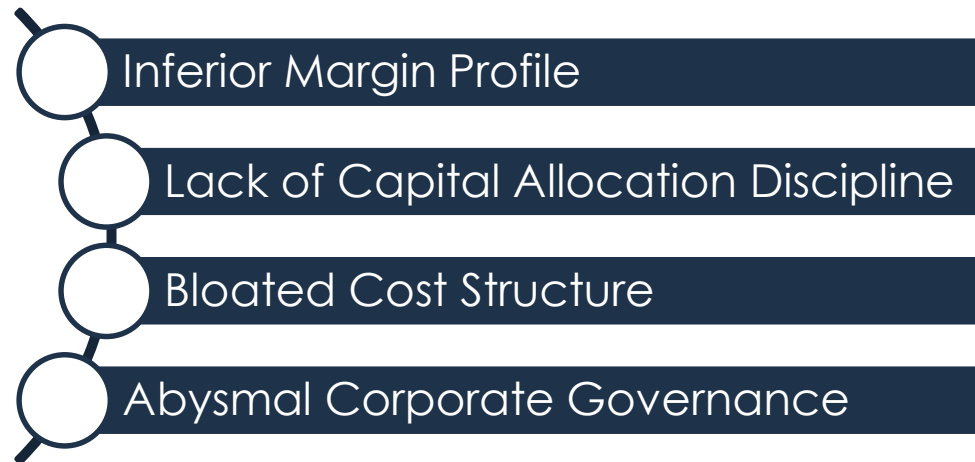 Inferior Margin Profile
Lack of Capital Allocation Discipline
Bloated Cost Structure
Abysmal Corporate Governance